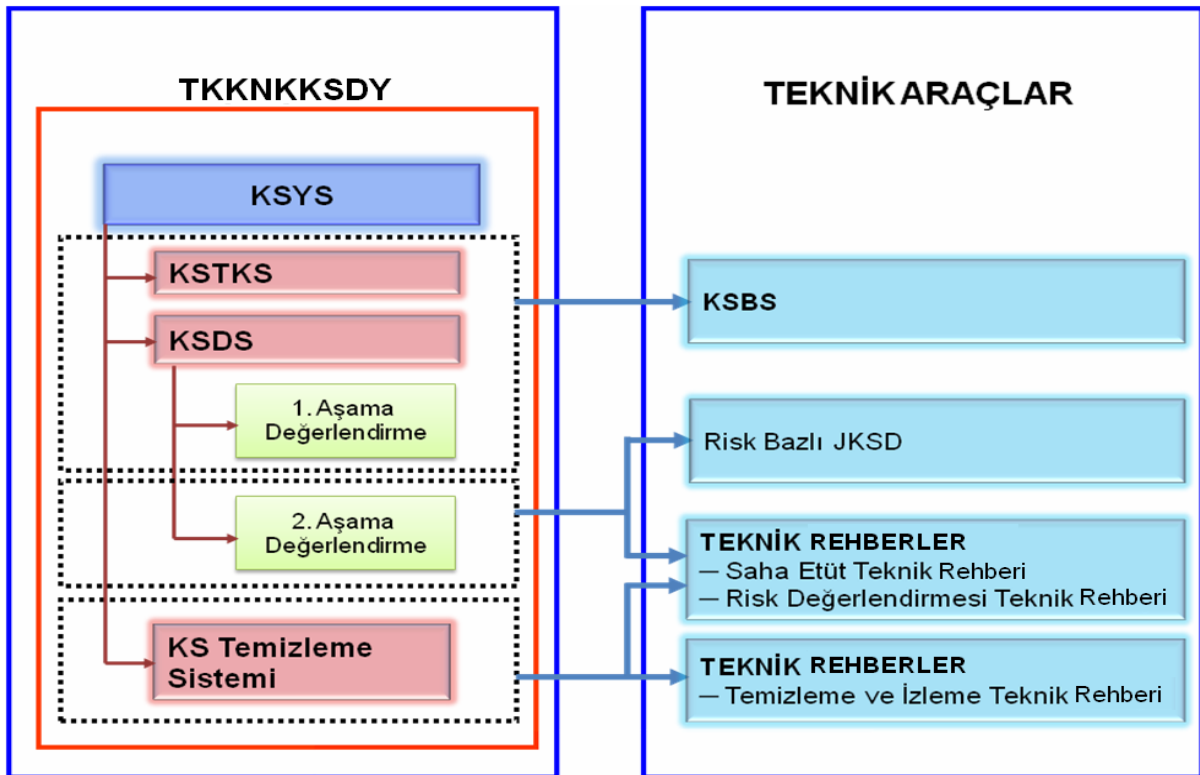 TKKNKKSDY
KSYS
KSTKS
KSDS
1. Aşama
Değerlendirme
2. Aşama
Değerlendirme
KS Temizleme
Sistemi
TEKNİK ARAÇLAR
KSBS
Risk Bazlı JKSD
TEKNİK REHBERLER
— Saha Etüt Teknik Rehberi
— Risk Değerlendirmesi Teknik Rehberi
TEKNİK REHBERLER
— Temizleme ve İzleme Teknik Rehberi